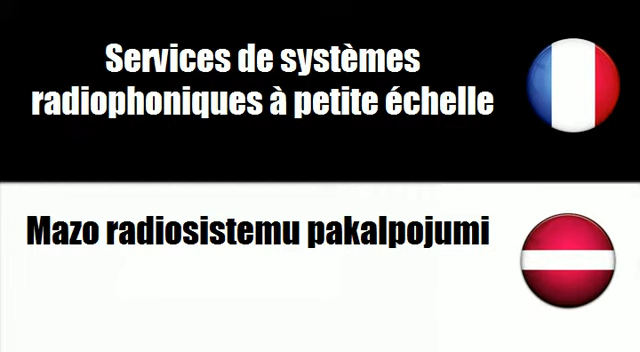 Services de systèmes
radiophoniques à petite échelle
Mazo radiosistemu pakalpojumi